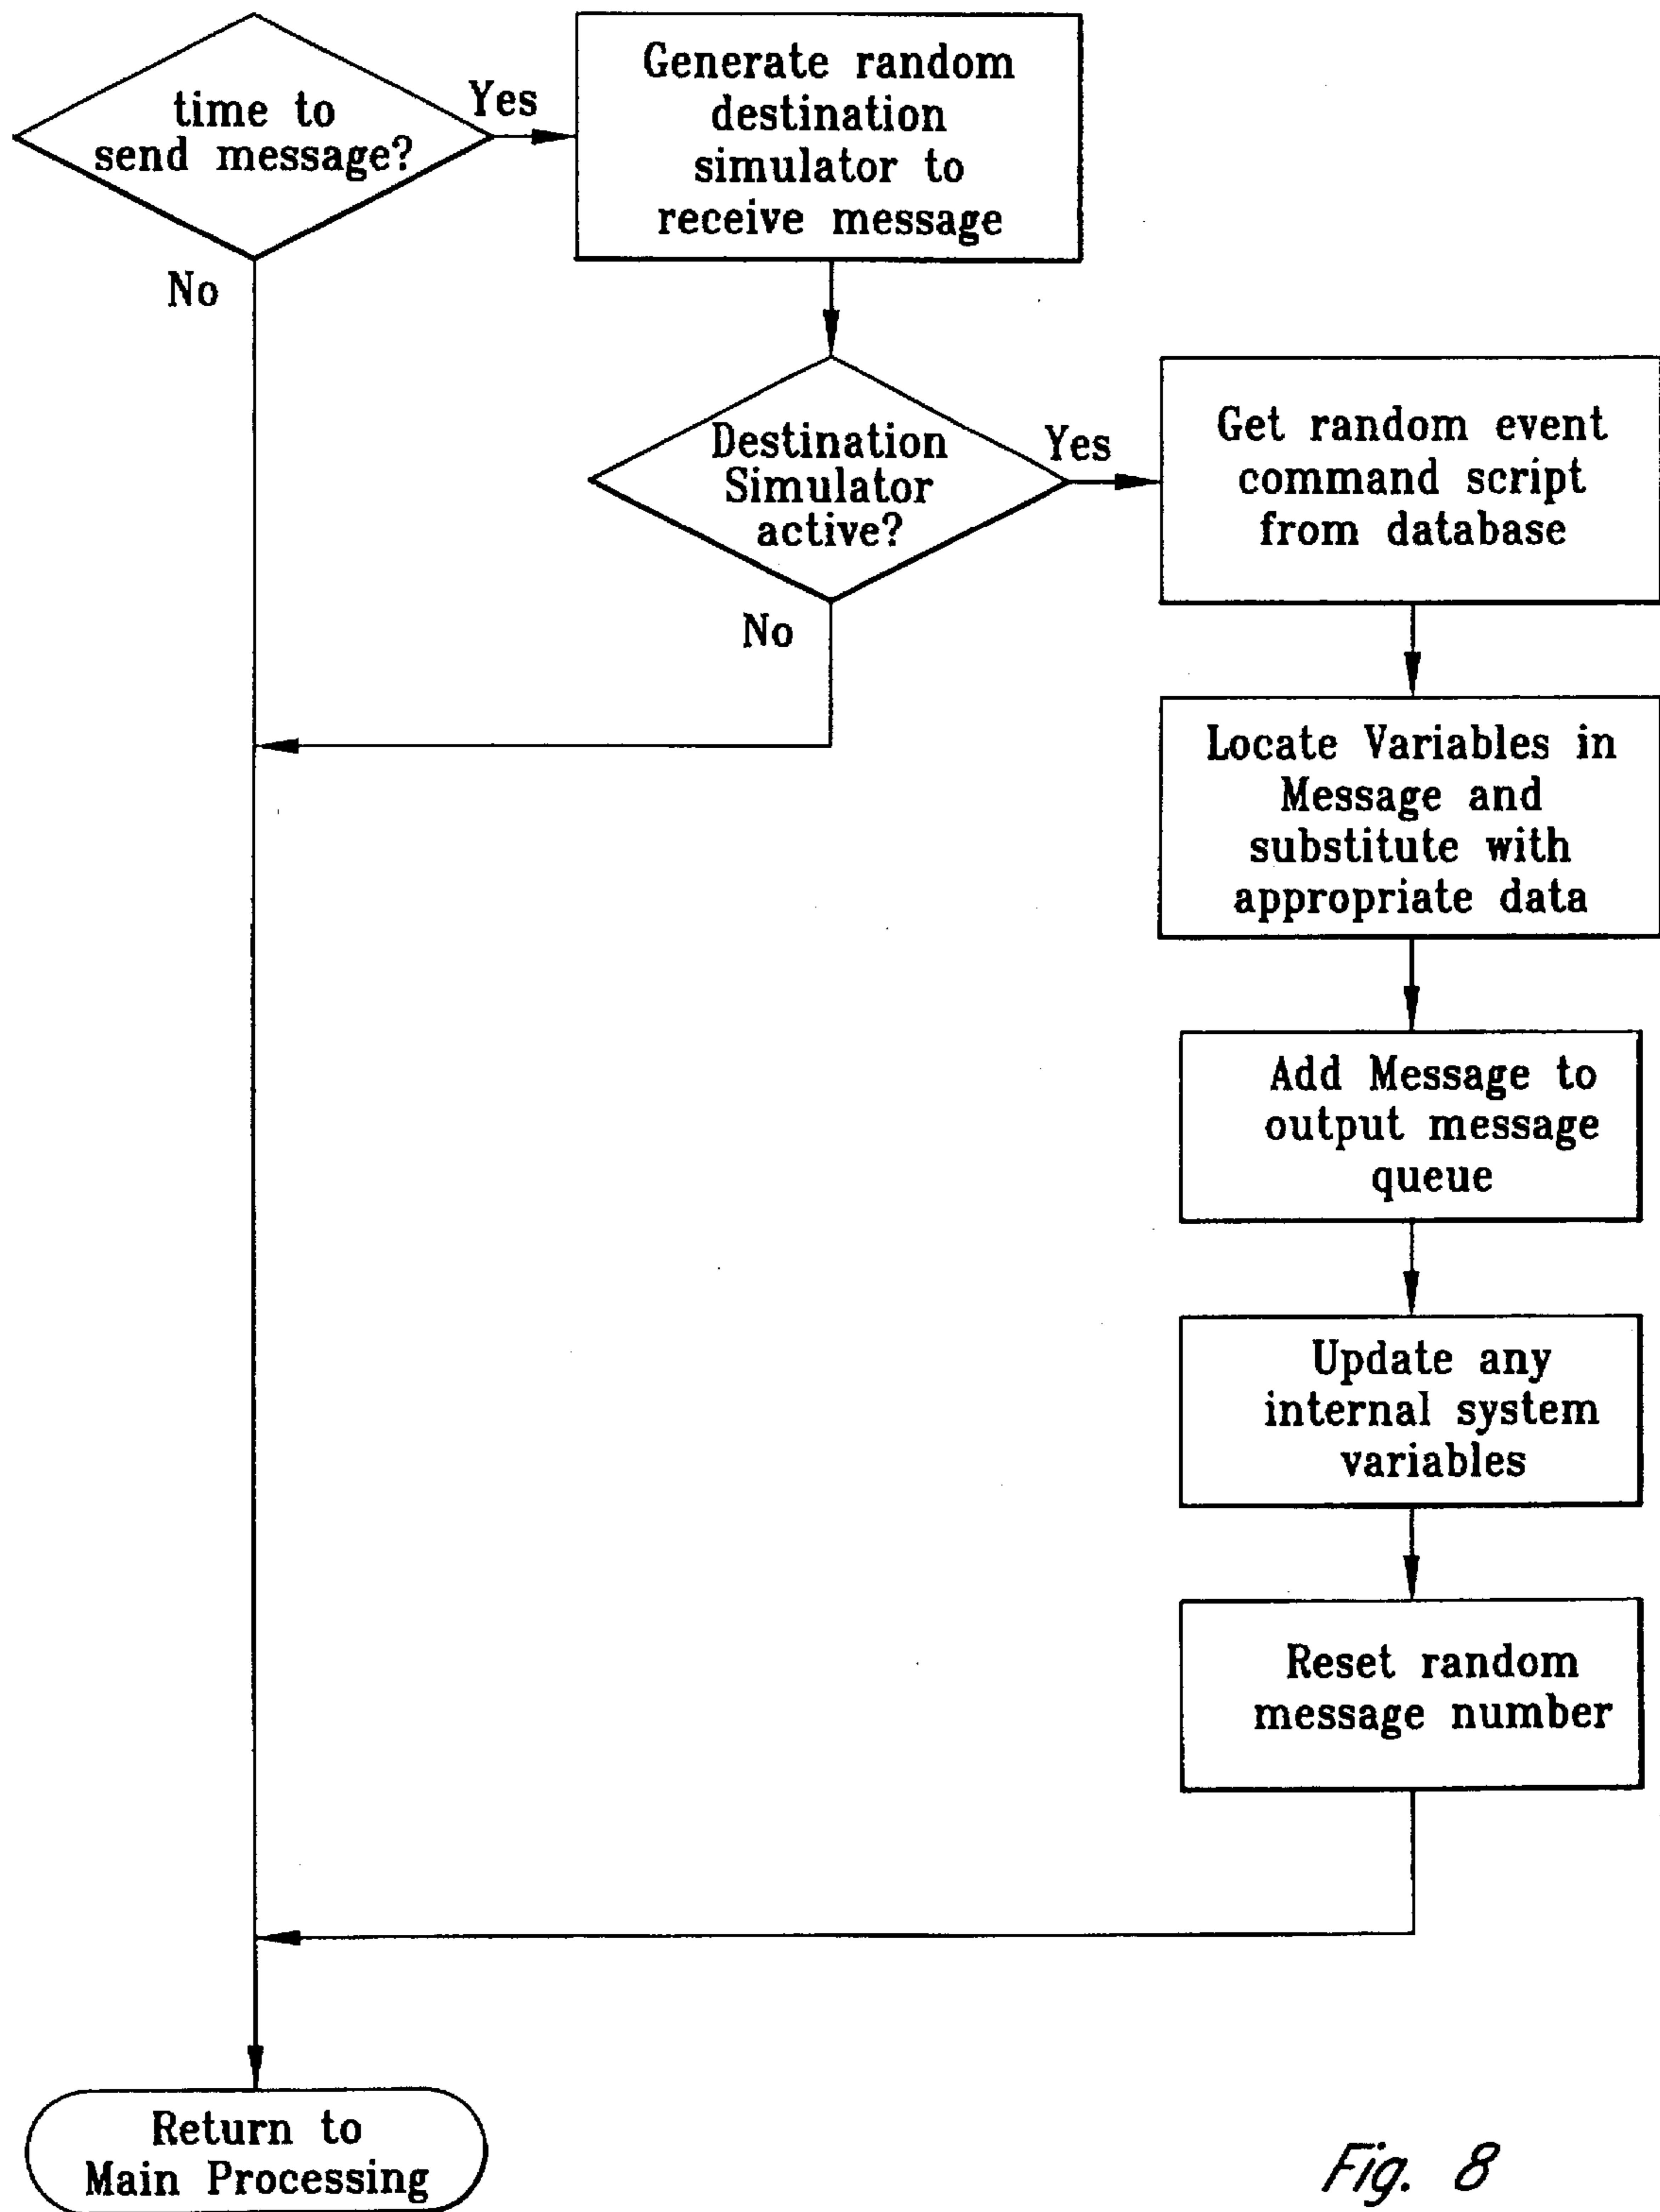 time to
send message?
Yes
No
Generate random
destination
simulator to
receive message
Destination
Simulator
active?
Yes
No
Get random event
command script
from database
Locate Variables in
Message and
substitute with
appropriate data
Add Message to
output message
queue
Update any
internal system
variables
Reset random
message number
Return to
Main Processing
Fig. 8